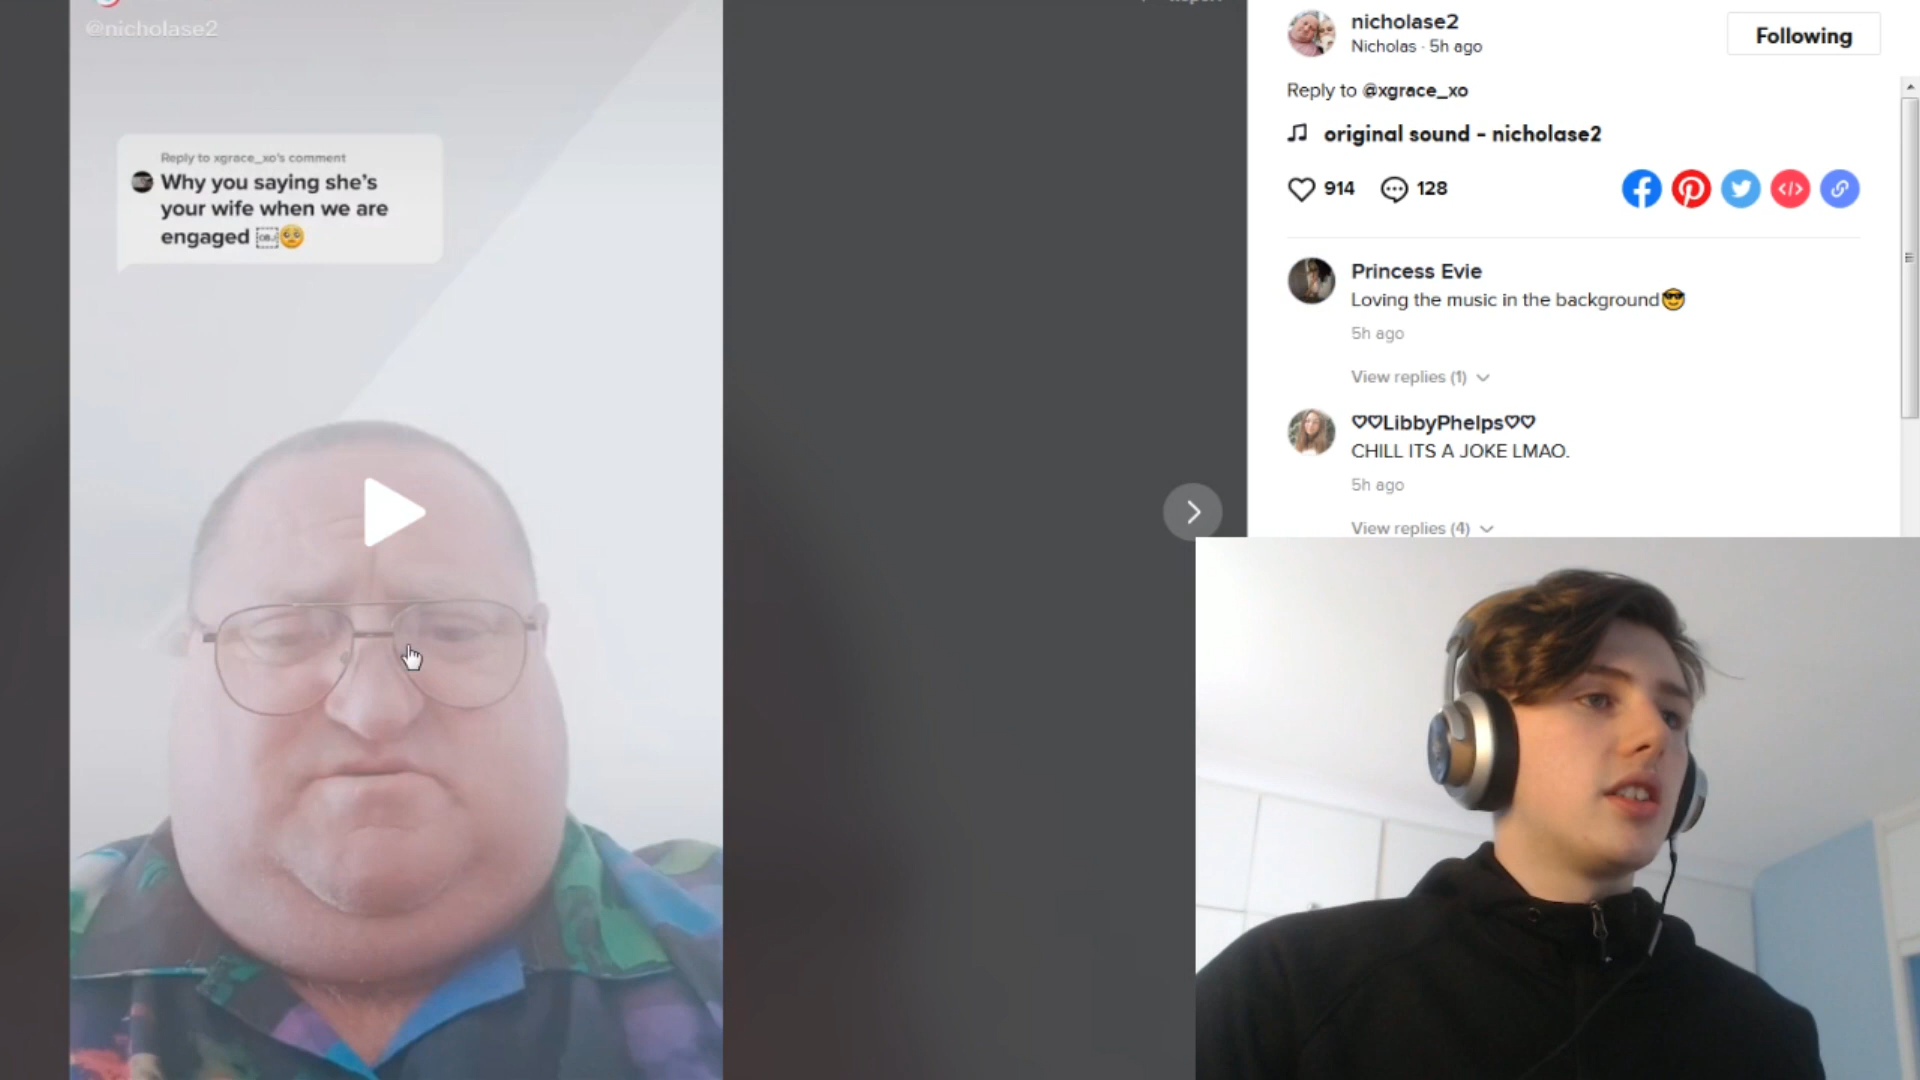 @nicholase2
Reply to xgrace_xo's comment
Why you saying she's
your wife when we are
engaged OBJ🥺
nicholase2
Nicholas · 5h ago
Following
Reply to @xgrace_xo
original sound - nicholase2
914
128
Princess Evie
Loving the music in the background😎
5h ago
View replies (1)
♡♡LibbyPhelps♡♡
CHILL ITS A JOKE LMAO.
5h ago
View replies (4)